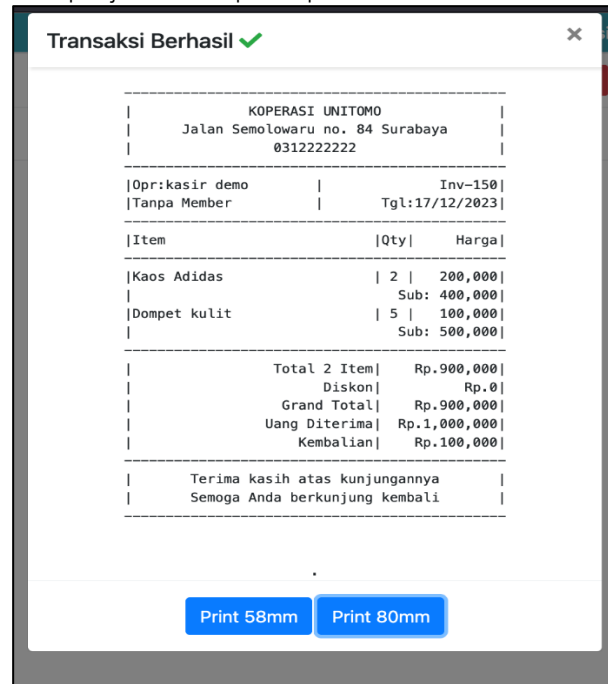 Transaksi Berhasil ✓ ×
KOPERASI UNITOMO
Jalan Semolowaru no. 84 Surabaya
0312222222
|Opr:kasir demo | Inv-150|
|Tanpa Member | Tgl:17/12/2023|
|Item |Qty| Harga|
|Kaos Adidas | 2 | 200,000|
| Sub: 400,000|
|Dompet kulit | 5 | 100,000|
| Sub: 500,000|
| Total 2 Item| Rp.900,000|
| Diskon| Rp.0|
| Grand Total| Rp.900,000|
| Uang Diterima| Rp.1,000,000|
| Kembalian| Rp.100,000|
| Terima kasih atas kunjungannya |
| Semoga Anda berkunjung kembali |
.
Print 58mm Print 80mm